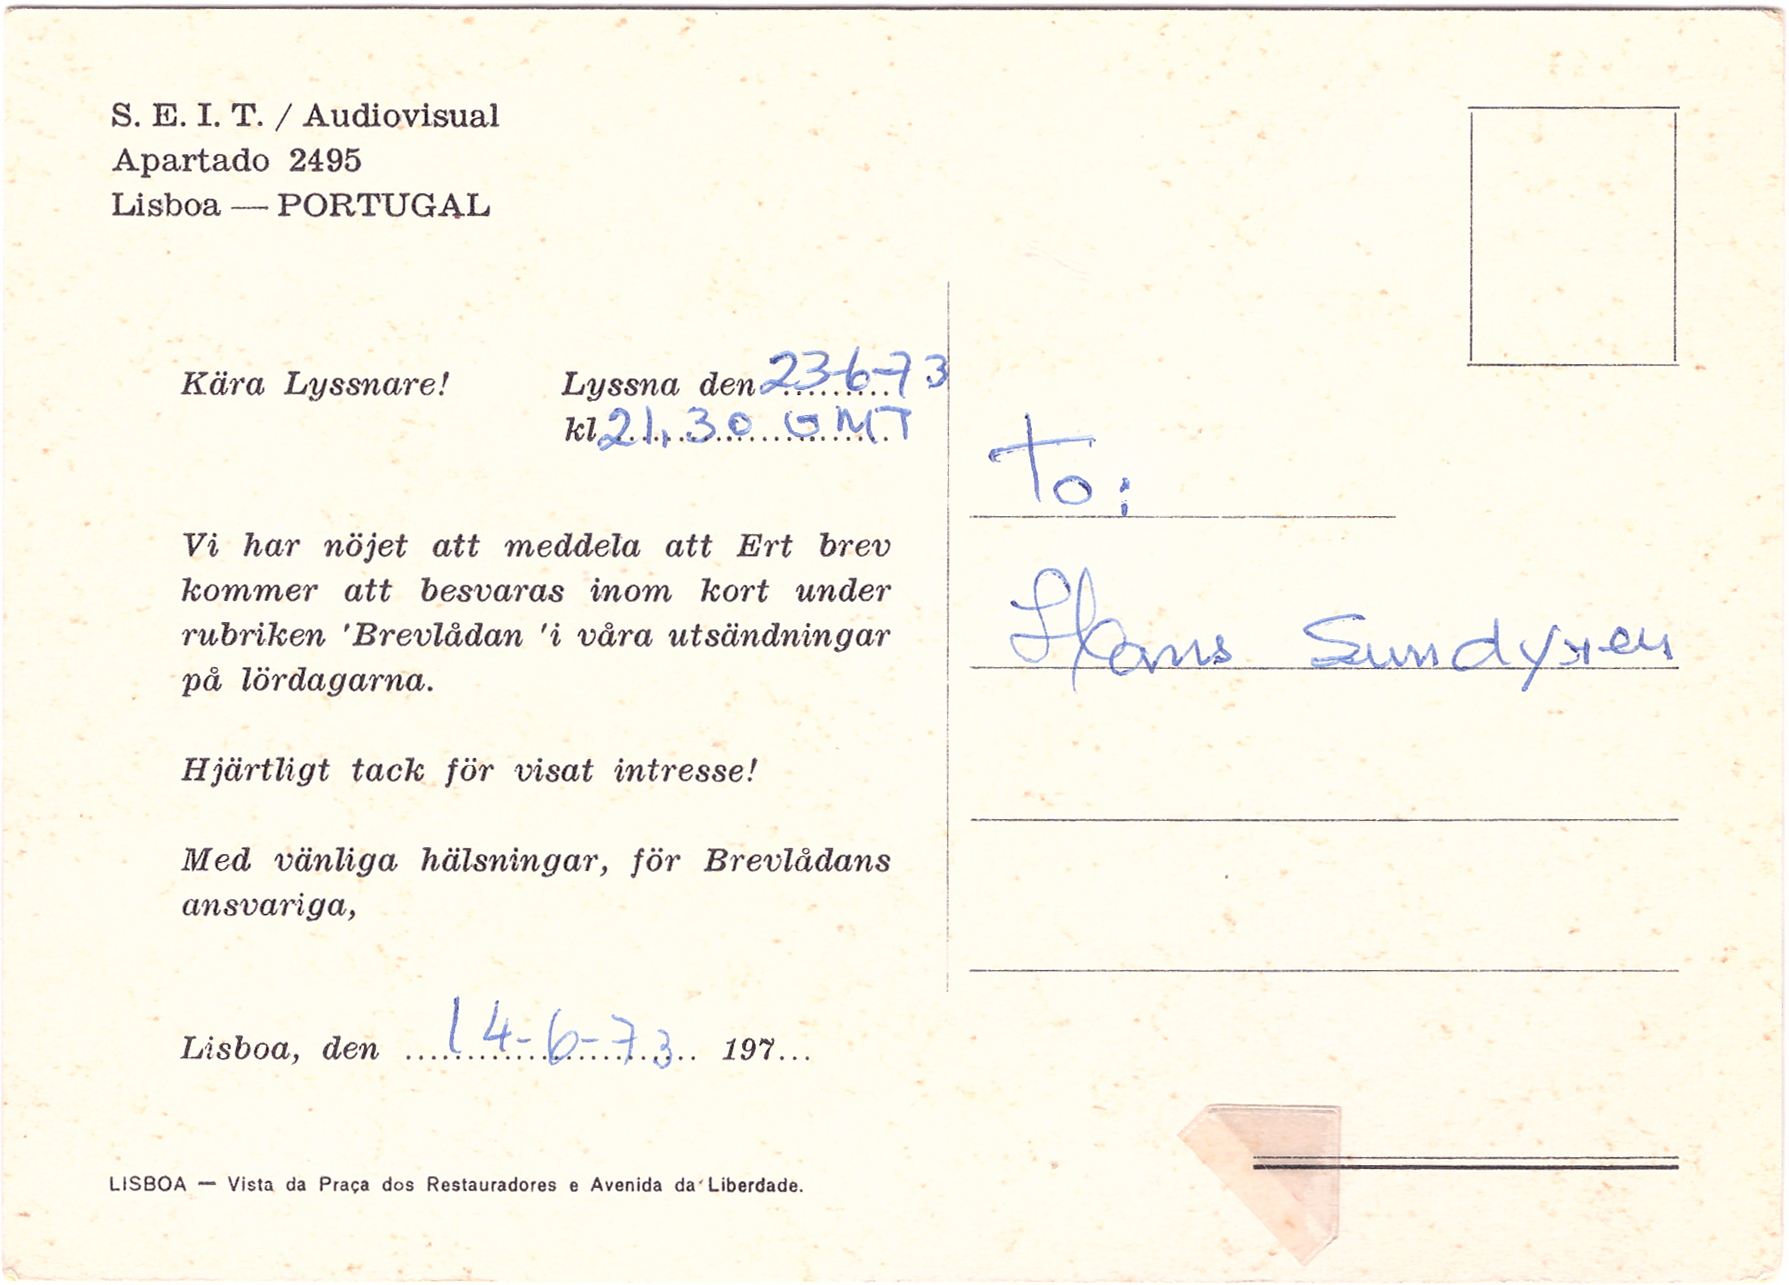 S. E. I. T. / Audiovisual
Apartado 2495
Lisboa — PORTUGAL
Kära Lyssnare! Lyssna den 23-6-73
kl 21.30 GMT
Vi har nöjet att meddela att Ert brev
kommer att besvaras inom kort under
rubriken 'Brevlådan 'i våra utsändningar
på lördagarna.
Hjärtligt tack för visat intresse!
Med vänliga hälsningar, för Brevlådans
ansvariga,
Lisboa, den 14-6-73 197...
LISBOA — Vista da Praça dos Restauradores e Avenida da Liberdade.
To:
Hans Sundyren